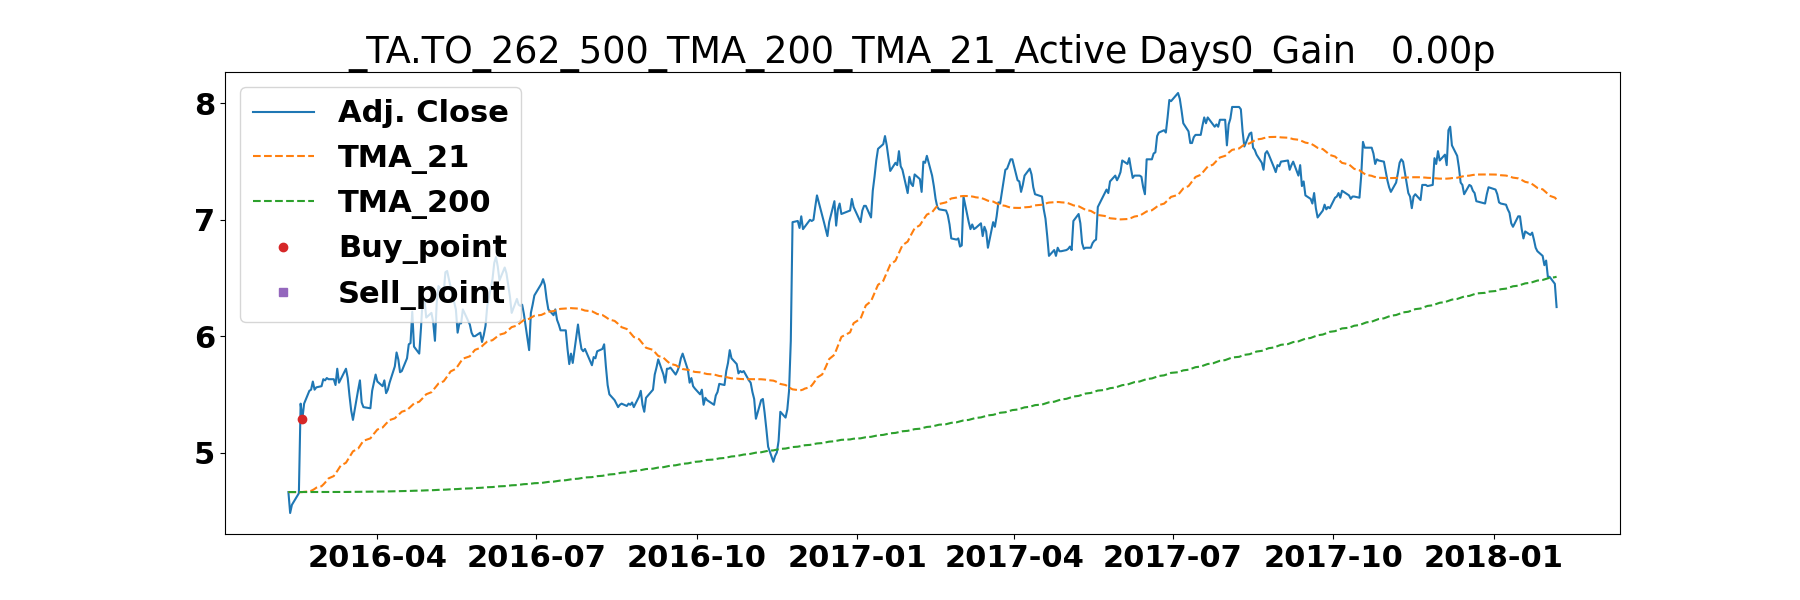 _TA.TO_262_500_TMA_200_TMA_21_Active Days0_Gain   0.00p
Adj. Close
TMA_21
TMA_200
Buy_point
Sell_point
8
7
6
5
2016-04 2016-07 2016-10 2017-01 2017-04 2017-07 2017-10 2018-01